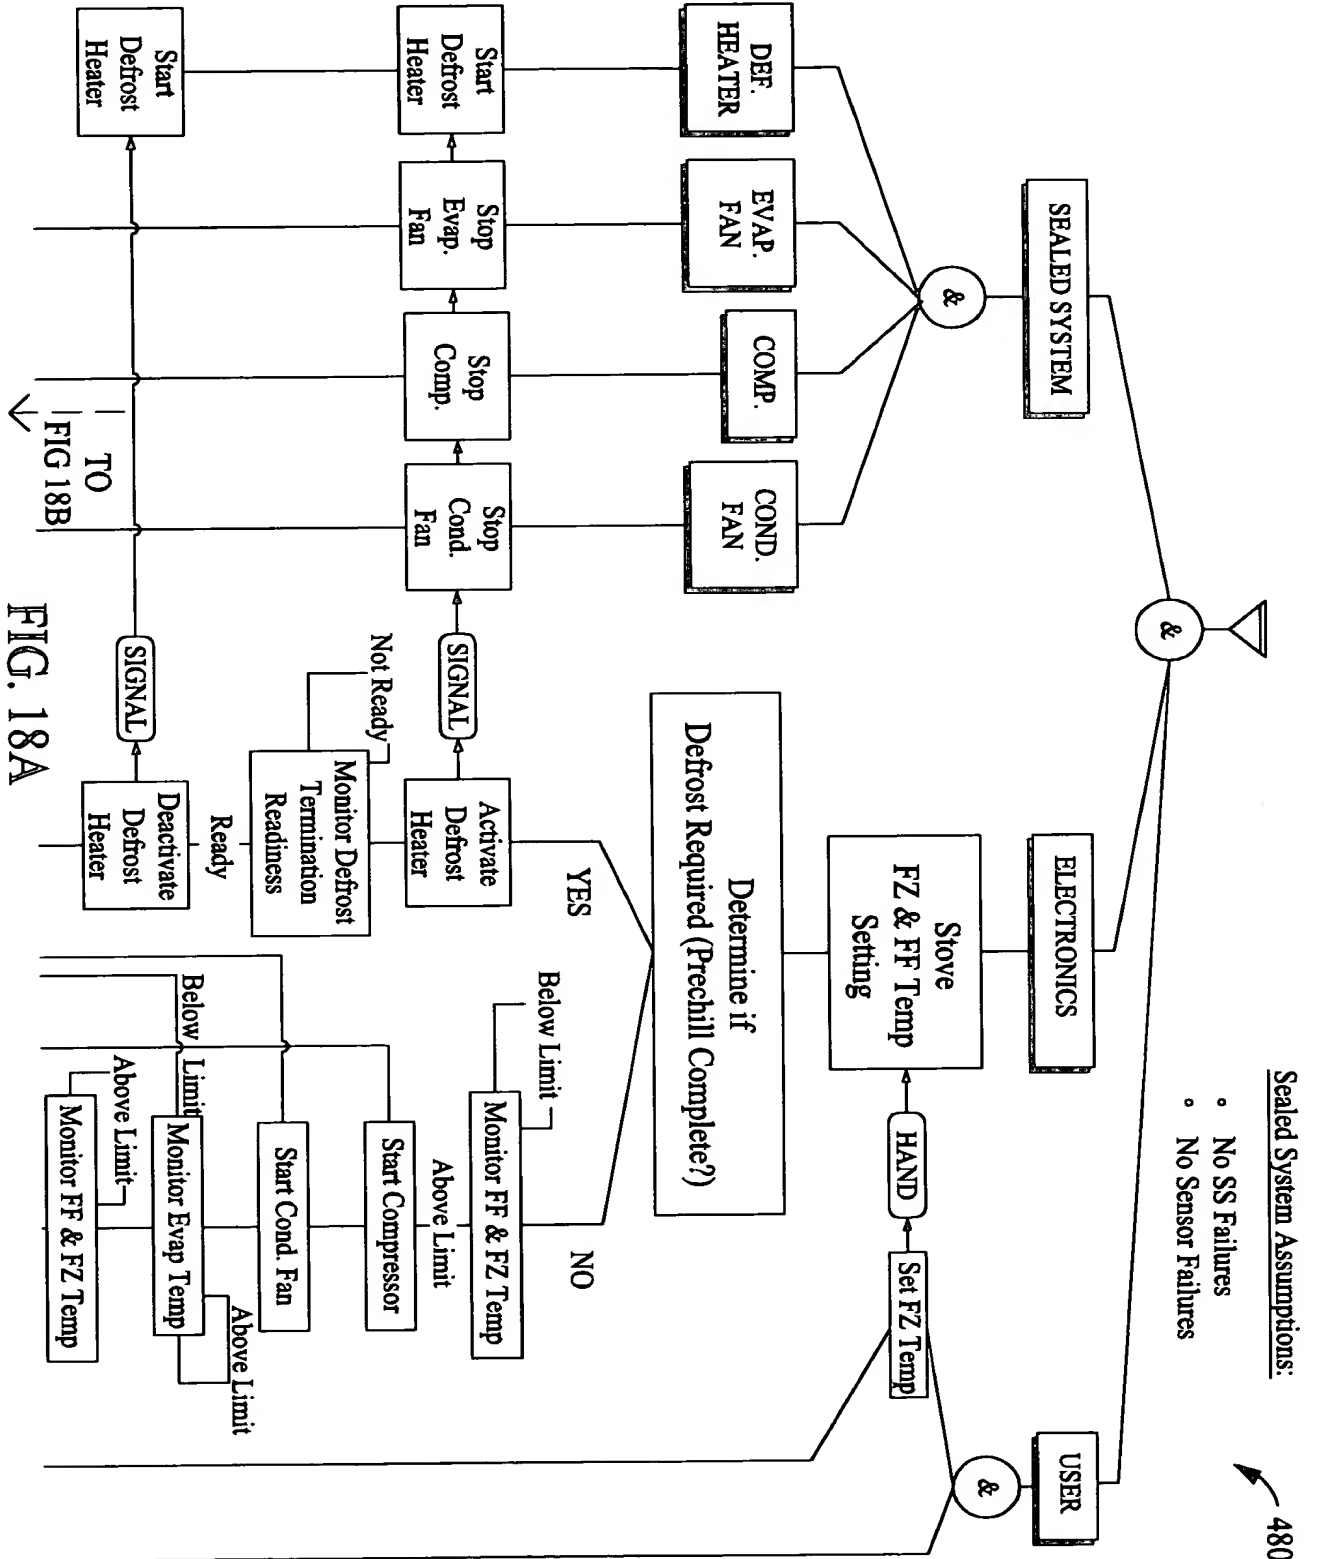 480
Sealed System Assumptions:
° No SS Failures
° No Sensor Failures
&
SEALED SYSTEM
ELECTRONICS
USER
&
&
DEF.
HEATER
EVAP.
FAN
COMP.
COND.
FAN
Stove
FZ & FF Temp
Setting
HAND
Set FZ Temp
Determine if
Defrost Required (Prechill Complete?)
YES
NO
Start
Defrost
Heater
Stop
Evap.
Fan
Stop
Comp.
Stop
Cond.
Fan
SIGNAL
Activate
Defrost
Heater
Below Limit
Monitor FF & FZ Temp
Above Limit
Not Ready
Monitor Defrost
Termination
Readiness
Start Compressor
Ready
Start Cond. Fan
Start
Defrost
Heater
SIGNAL
Deactivate
Defrost
Heater
Below Limit
Monitor Evap Temp
Above Limit
Above Limit
Monitor FF & FZ Temp
TO
FIG 18B
FIG. 18A